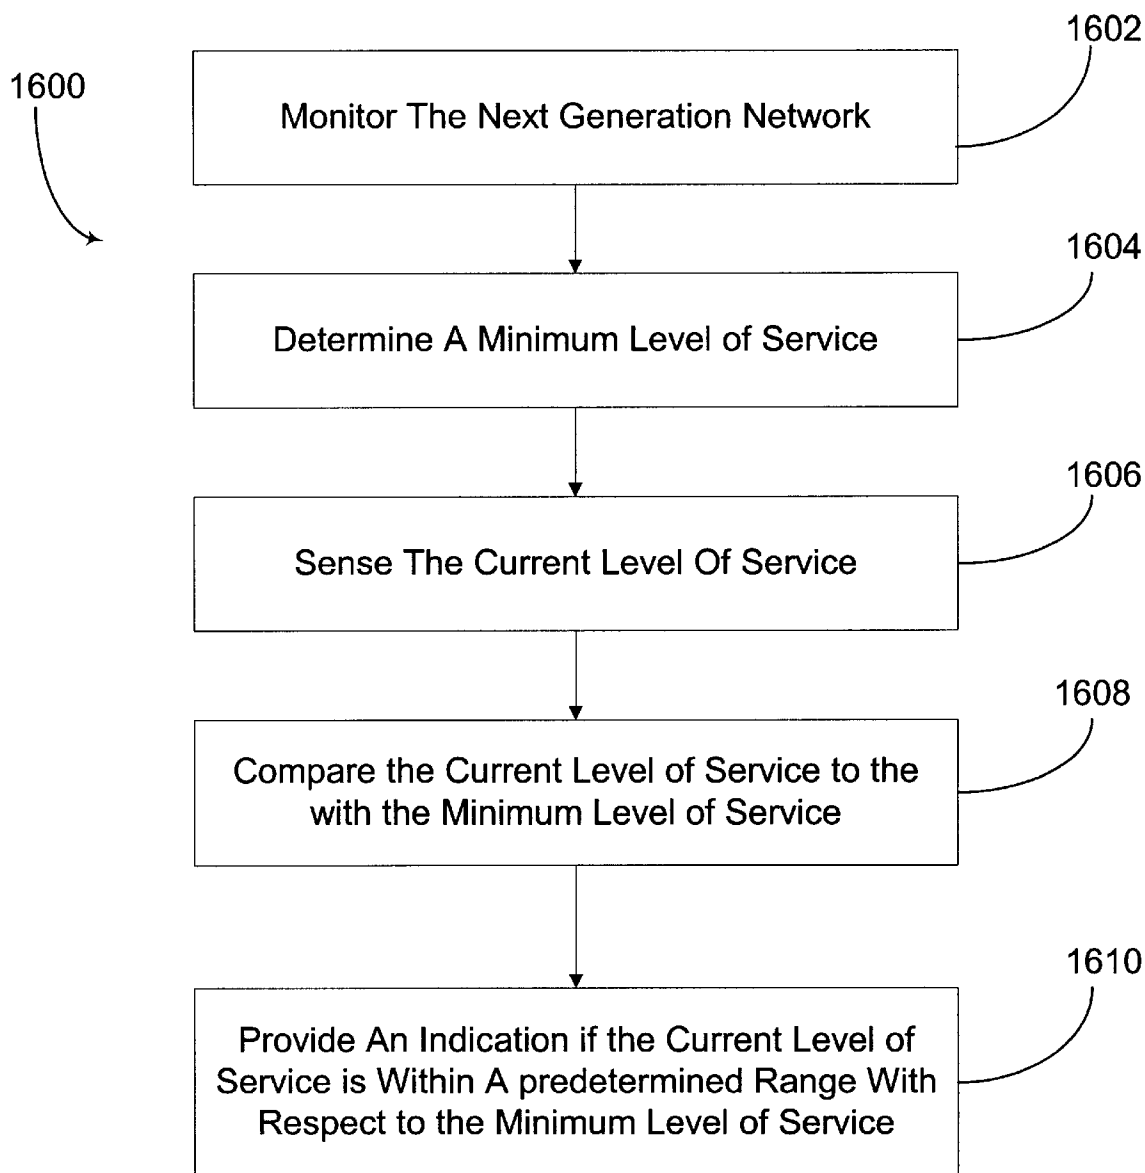 1600
1602
Monitor The Next Generation Network
1604
Determine A Minimum Level of Service
1606
Sense The Current Level Of Service
1608
Compare the Current Level of Service to the
with the Minimum Level of Service
1610
Provide An Indication if the Current Level of
Service is Within A predetermined Range With
Respect to the Minimum Level of Service